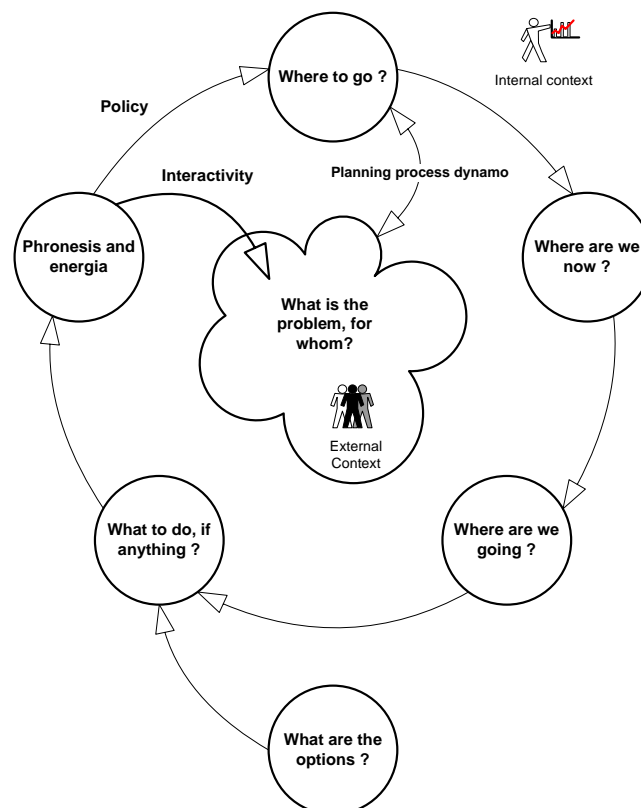 Where to go ?
Internal context
Policy
Interactivity
Planning process dynamo
Phronesis and
energia
Where are we
now ?
What is the
problem, for
whom?
External
Context
What to do, if
anything ?
Where are we
going ?
What are the
options ?